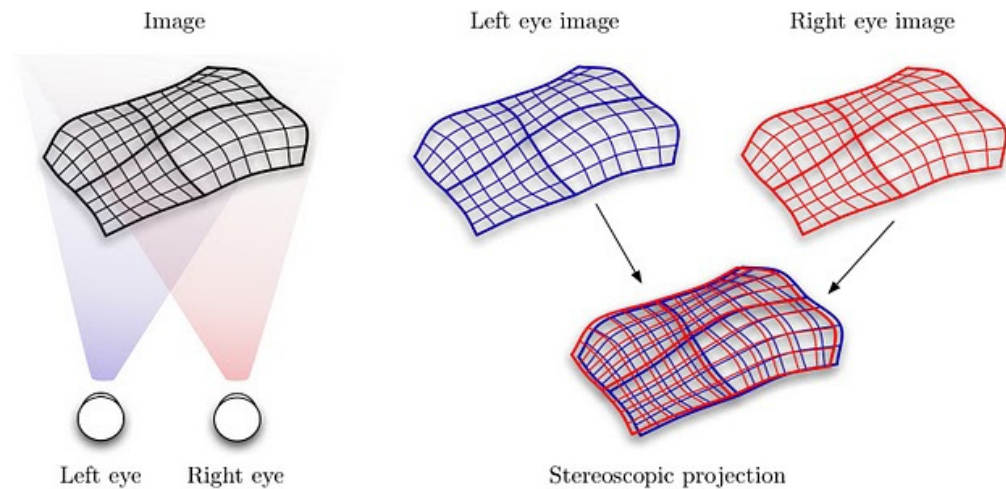 Image
Left eye image
Right eye image
Left eye
Right eye
Stereoscopic projection